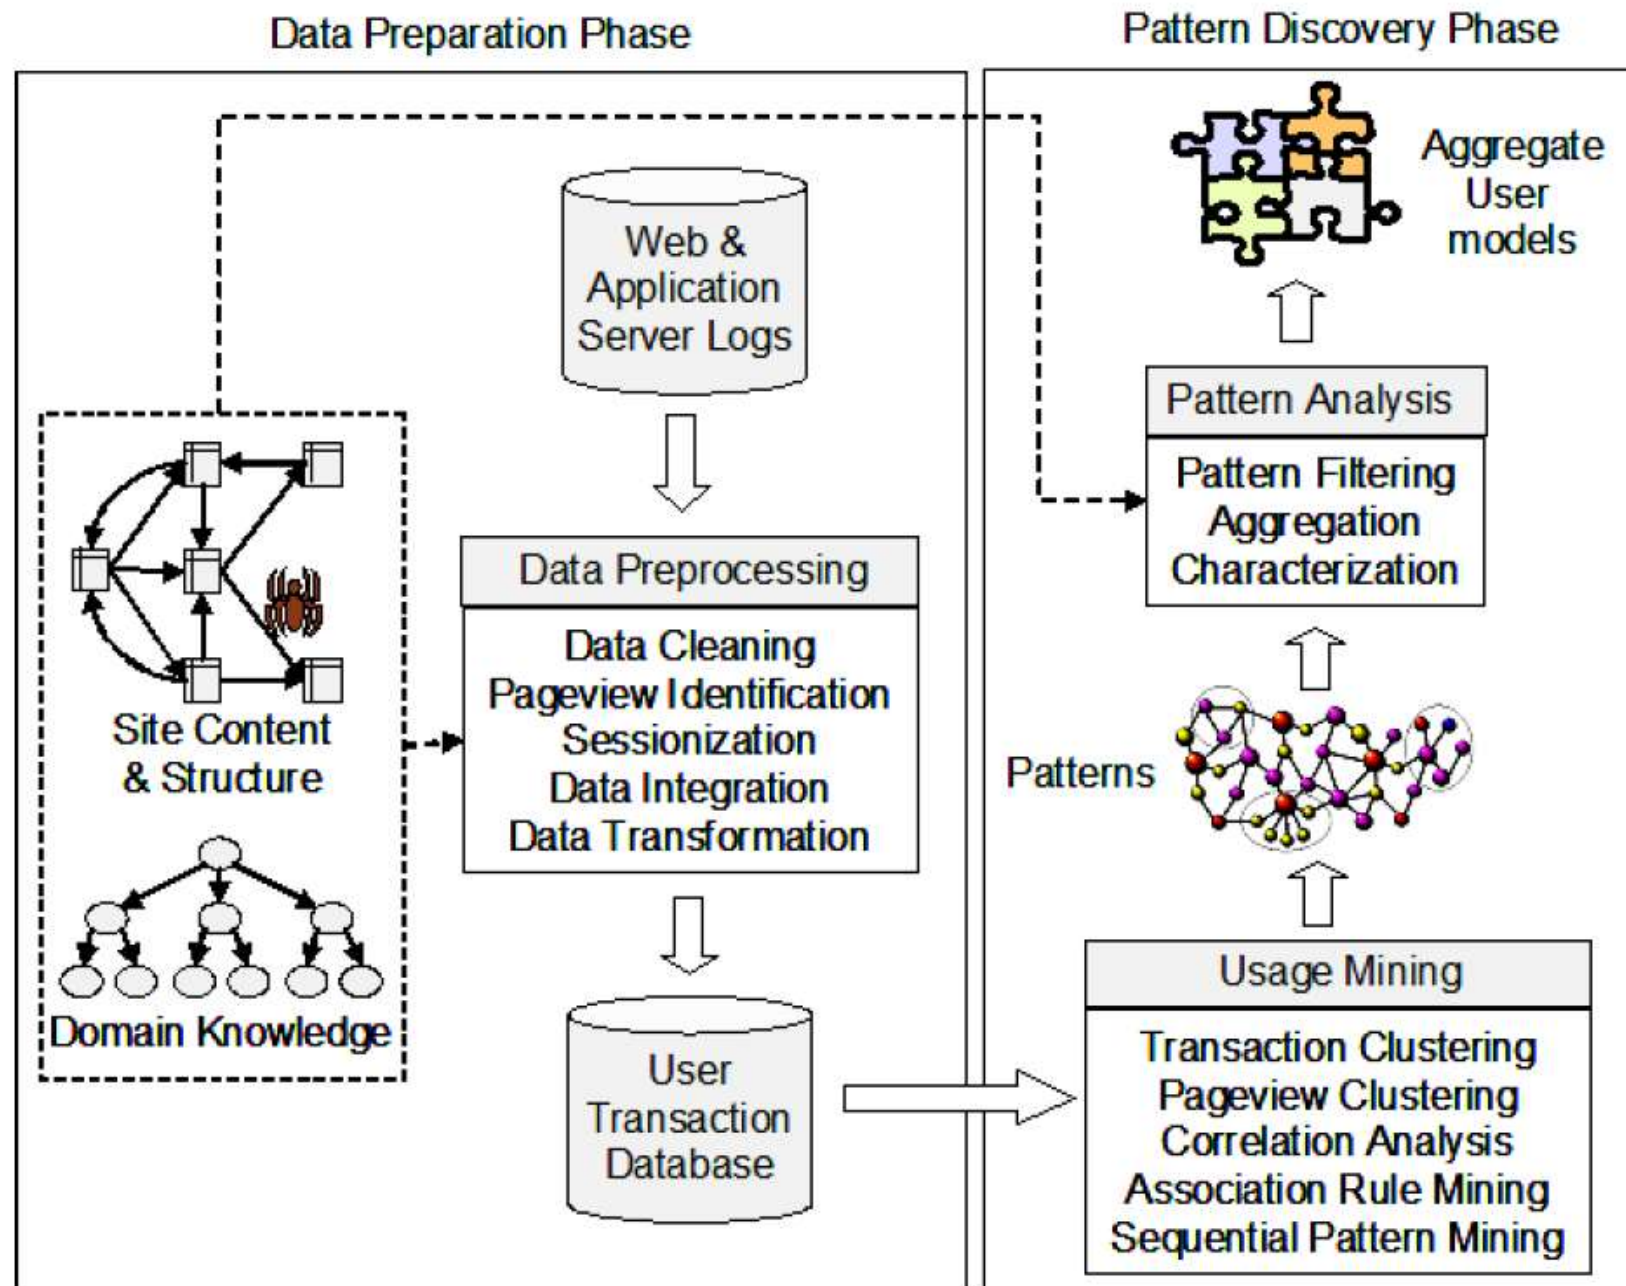 Data Preparation Phase
Web &
Application
Server Logs
Site Content
& Structure
Domain Knowledge
Data Preprocessing
Data Cleaning
Pageview Identification
Sessionization
Data Integration
Data Transformation
User
Transaction
Database
Pattern Discovery Phase
Aggregate
User
models
Pattern Analysis
Pattern Filtering
Aggregation
Characterization
Patterns
Usage Mining
Transaction Clustering
Pageview Clustering
Correlation Analysis
Association Rule Mining
Sequential Pattern Mining